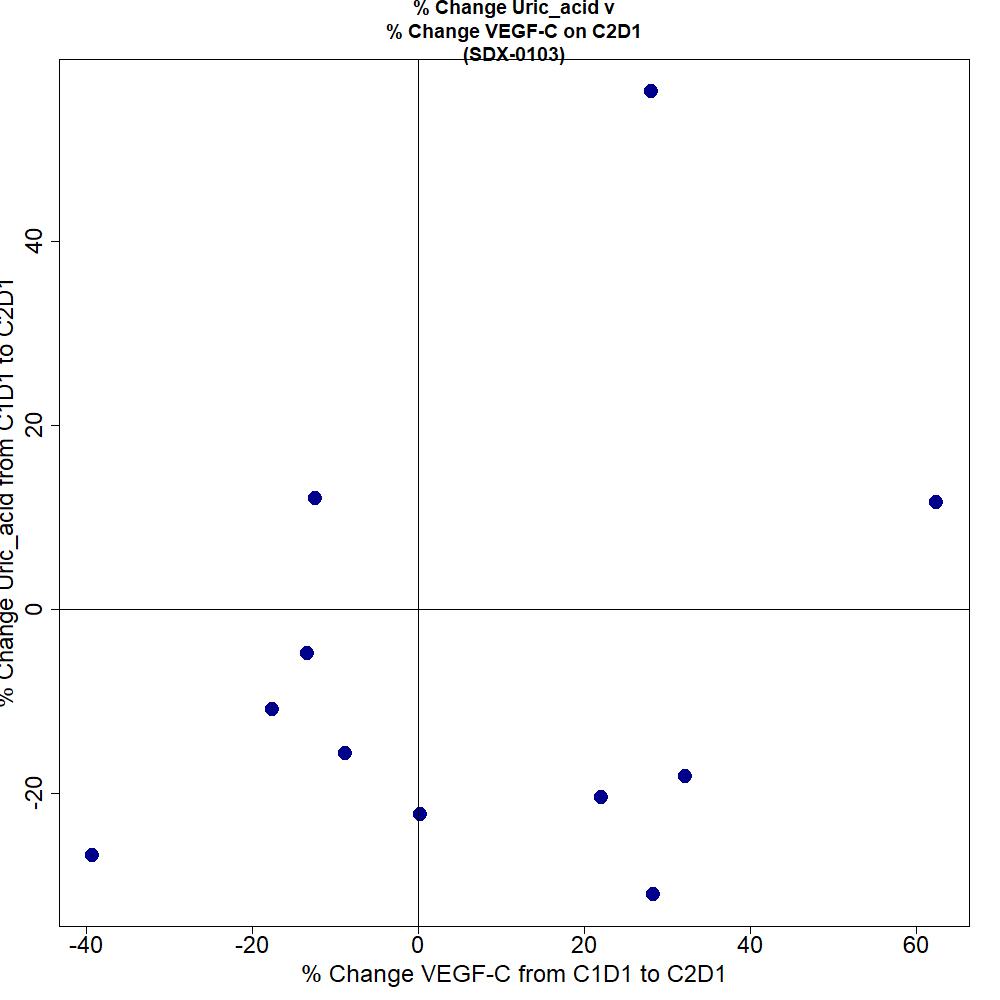 % Change Uric_acid v
% Change VEGF-C on C2D1
(SDX-0103)
% Change Uric_acid from C1D1 to C2D1
40
20
0
-20
-40
-20
0
20
40
60
% Change VEGF-C from C1D1 to C2D1